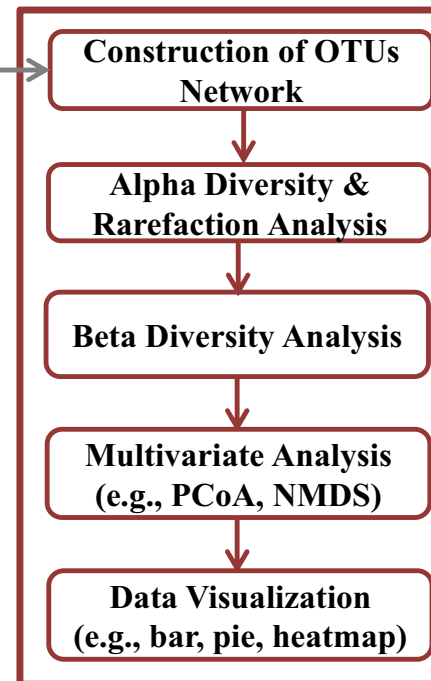 Construction of OTUs
Network
Alpha Diversity &
Rarefaction Analysis
Beta Diversity Analysis
Multivariate Analysis
(e.g., PCoA, NMDS)
Data Visualization
(e.g., bar, pie, heatmap)